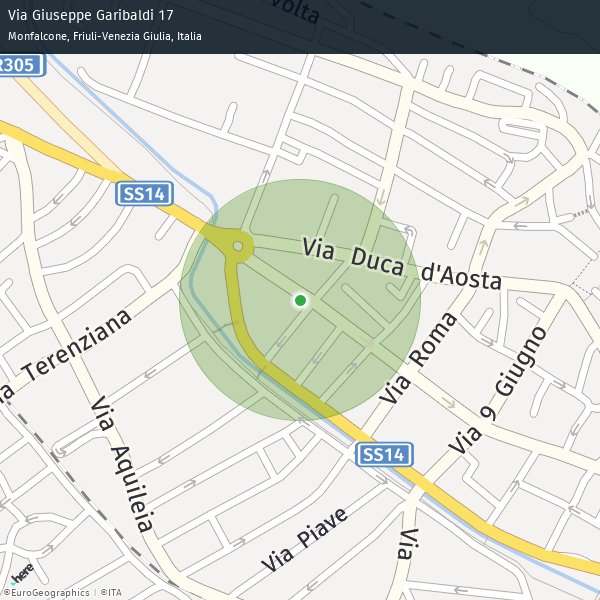 Via Giuseppe Garibaldi 17
Monfalcone, Friuli-Venezia Giulia, Italia
Volta
R305
SS14
Via Duca d'Aosta
Via Terenziana
Via Roma
Via 9 Giugno
Via Aquileia
SS14
Via Piave
Via
here
©EuroGeographics | ©ITA